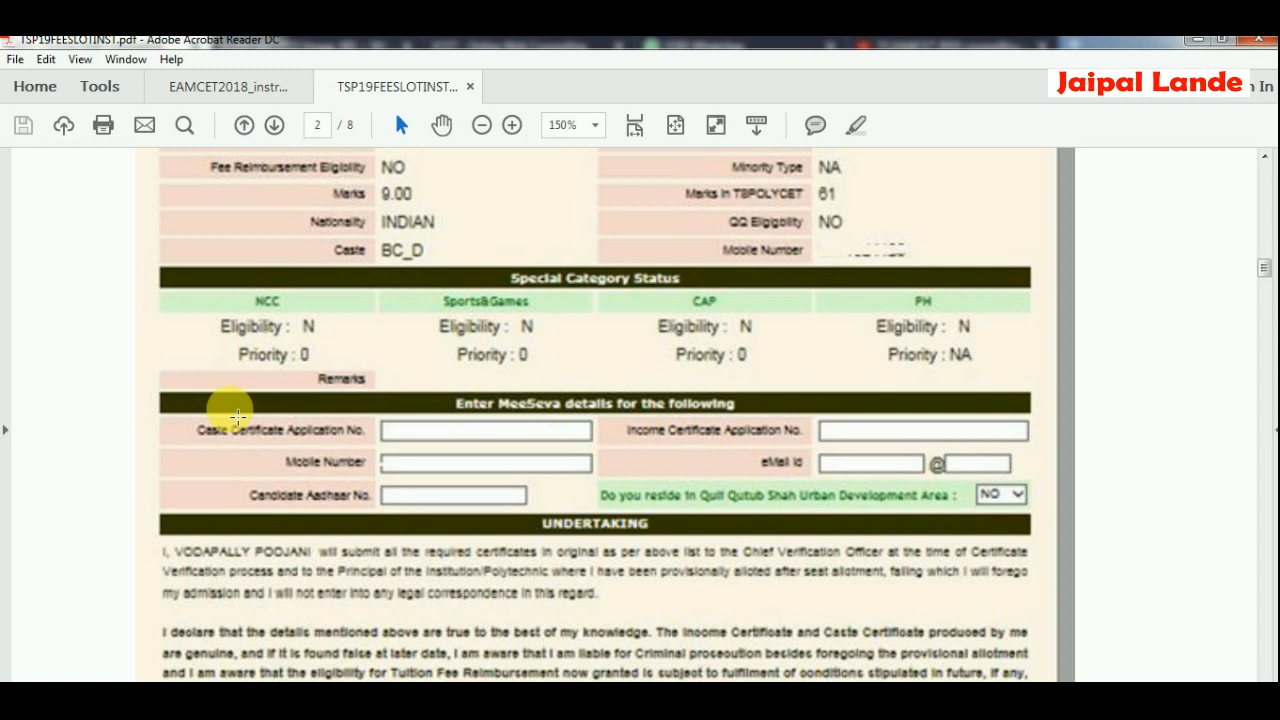 TSP19FEESLOTINST.pdf - Adobe Acrobat Reader DC
File Edit View Window Help
Home Tools EAMCET2018_instr... TSP19FEESLOTINST... × Jaipal Lande n In
2 / 8 150%
Fee Reimbursement Eligibility NO Minority Type NA
Marks 9.00 Marks In TSPOLYCET 61
Nationality INDIAN QQ Eligigbility NO
Caste BC_D Mobile Number
Special Category Status
NCC Sports&Games CAP PH
Eligibility : N Eligibility : N Eligibility : N Eligibility : N
Priority : 0 Priority : 0 Priority : 0 Priority : NA
Remarks
Enter MeeSeva details for the following
Caste Certificate Application No. Income Certificate Application No.
Mobile Number eMail Id @
Candidate Aadhaar No. Do you reside in Quli Qutub Shah Urban Development Area : NO
UNDERTAKING
I, VODAPALLY POOJANI will submit all the required certificates in original as per above list to the Chief Verification Officer at the time of Certificate
Verification process and to the Principal of the Institution/Polytechnic where I have been provisionally alloted after seat allotment, failing which I will forego
my admission and I will not enter into any legal correspondence in this regard.
I declare that the details mentioned above are true to the best of my knowledge. The Income Certificate and Caste Certificate produced by me
are genuine, and if it is found false at later date, I am aware that I am liable for Criminal prosecution besides foregoing the provisional allotment
and I am aware that the eligibility for Tuition Fee Reimbursement now granted is subject to fulfilment of conditions stipulated in future, if any,